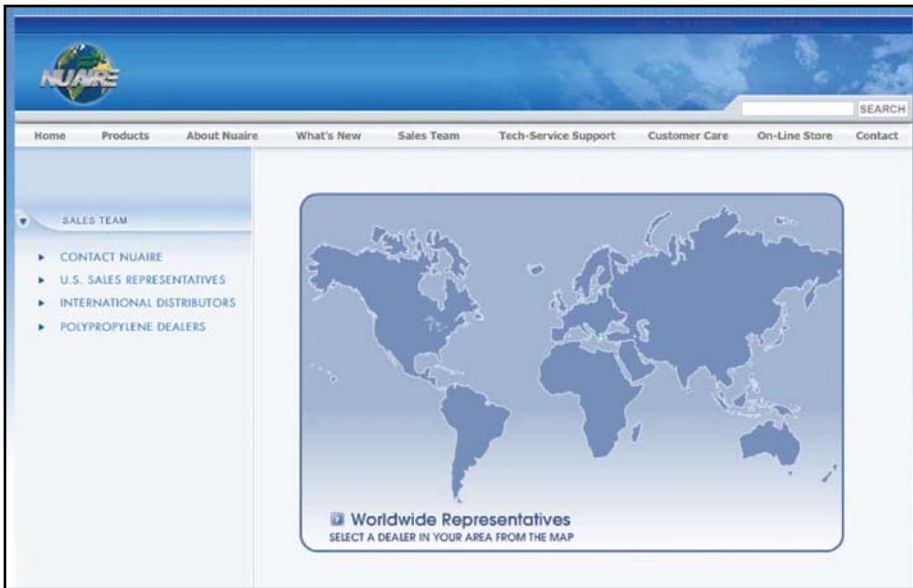 NUAIRE
SEARCH
Home Products About Nuaire What's New Sales Team Tech-Service Support Customer Care On-Line Store Contact
SALES TEAM
CONTACT NUAIRE
U.S. SALES REPRESENTATIVES
INTERNATIONAL DISTRIBUTORS
POLYPROPYLENE DEALERS
Worldwide Representatives
SELECT A DEALER IN YOUR AREA FROM THE MAP